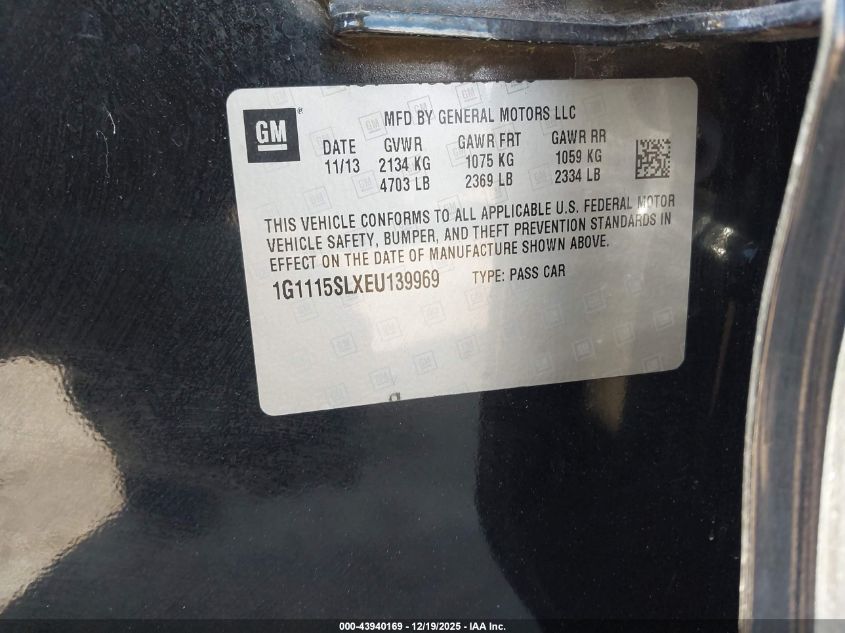 GM
MFD BY GENERAL MOTORS LLC
DATE GVWR GAWR FRT GAWR RR
11/13 2134 KG 1075 KG 1059 KG
4703 LB 2369 LB 2334 LB
THIS VEHICLE CONFORMS TO ALL APPLICABLE U.S. FEDERAL MOTOR
VEHICLE SAFETY, BUMPER, AND THEFT PREVENTION STANDARDS IN
EFFECT ON THE DATE OF MANUFACTURE SHOWN ABOVE.
1G1115SLXEU139969 TYPE: PASS CAR
000-43940169 - 12/19/2025 - IAA Inc.